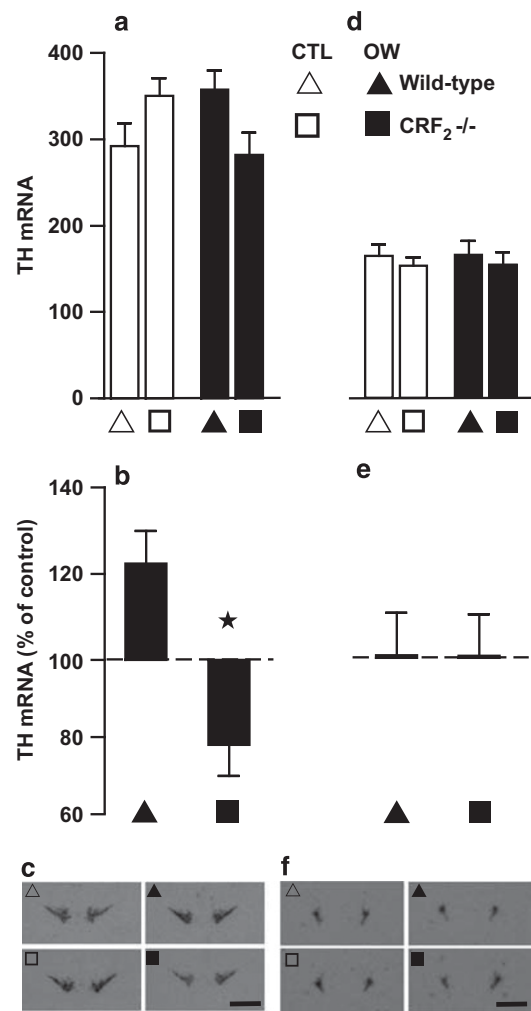 a
d
CTL OW
Wild-type
CRF2 -/-
TH mRNA
400
300
200
100
0
b
e
TH mRNA (% of control)
140
120
100
80
60
c
f